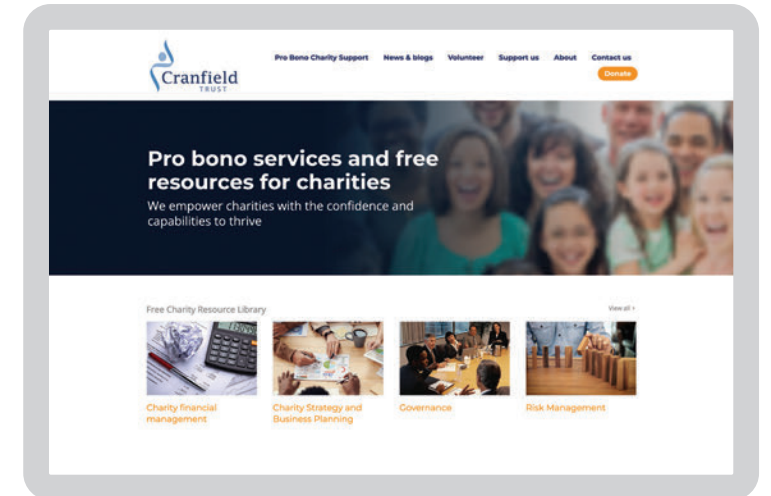 Cranfield
TRUST
Pro Bono Charity Support News & blogs Volunteer Support us About Contact us
Donate
Pro bono services and free
resources for charities
We empower charities with the confidence and
capabilities to thrive
Free Charity Resource Library
View all >
Charity financial
management
Charity Strategy and
Business Planning
Governance
Risk Management